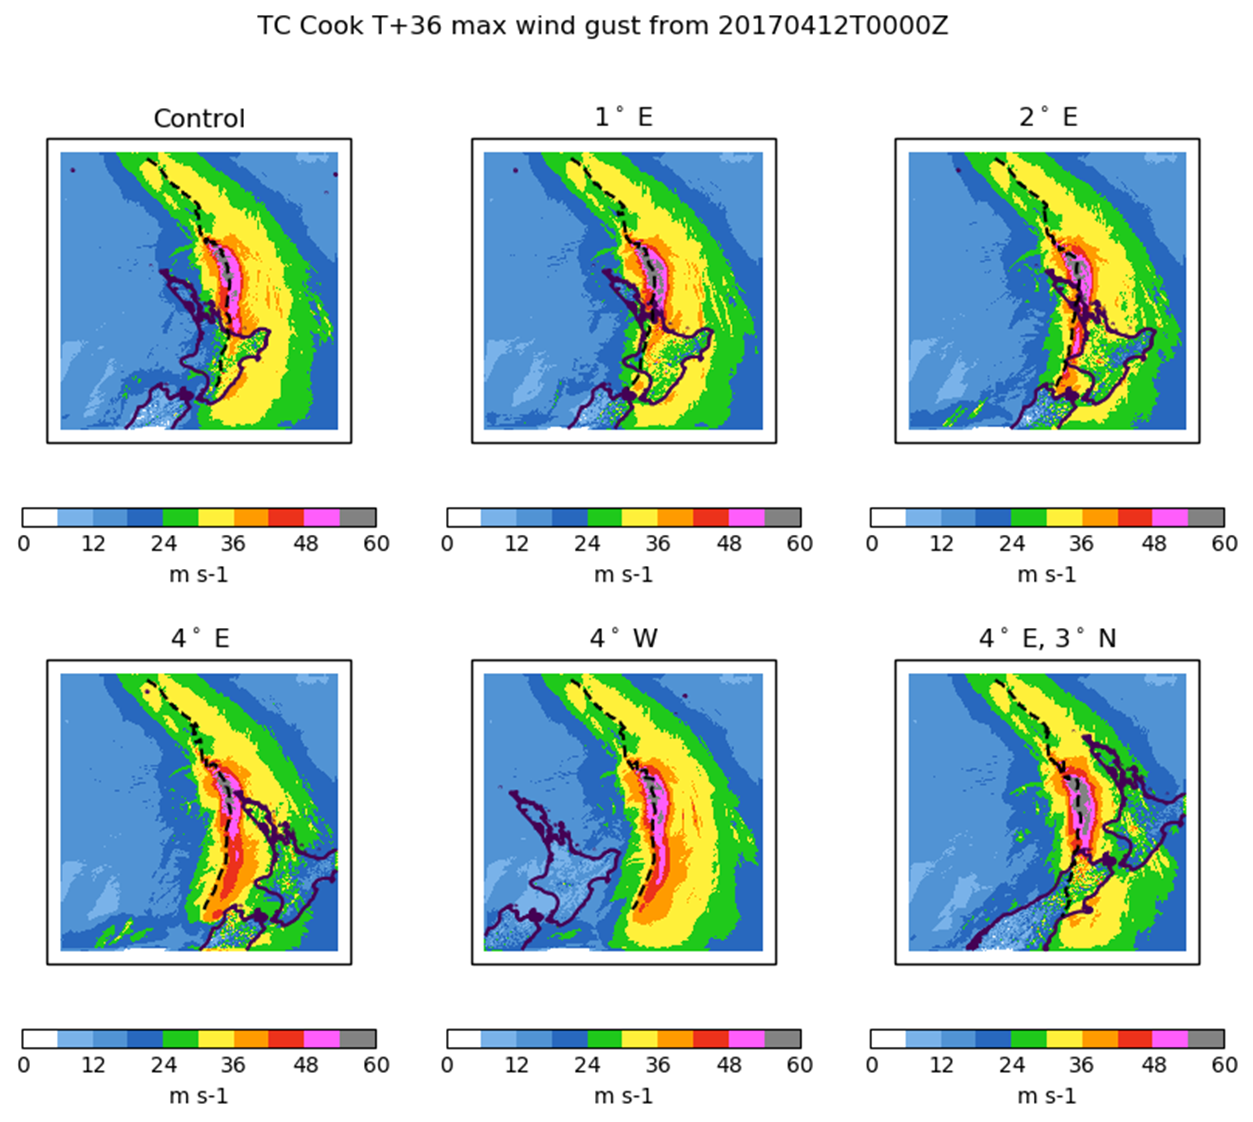 TC Cook T+36 max wind gust from 20170412T0000Z
Control
1° E
2° E
0 12 24 36 48 60
m s-1
0 12 24 36 48 60
m s-1
0 12 24 36 48 60
m s-1
4° E
4° W
4° E, 3° N
0 12 24 36 48 60
m s-1
0 12 24 36 48 60
m s-1
0 12 24 36 48 60
m s-1